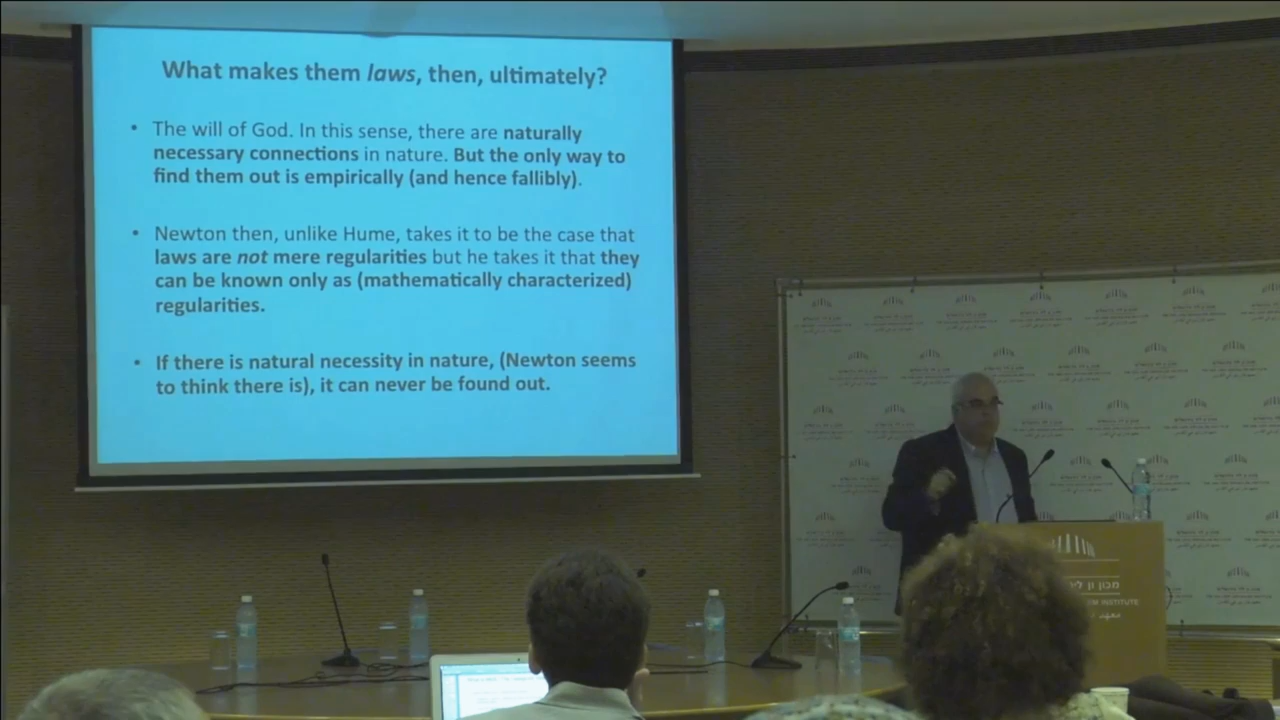 What makes them laws, then, ultimately?
• The will of God. In this sense, there are naturally
necessary connections in nature. But the only way to
find them out is empirically (and hence fallibly).
• Newton then, unlike Hume, takes it to be the case that
laws are not mere regularities but he takes it that they
can be known only as (mathematically characterized)
regularities.
• If there is natural necessity in nature, (Newton seems
to think there is), it can never be found out.
מכון ון
INSTITUTE